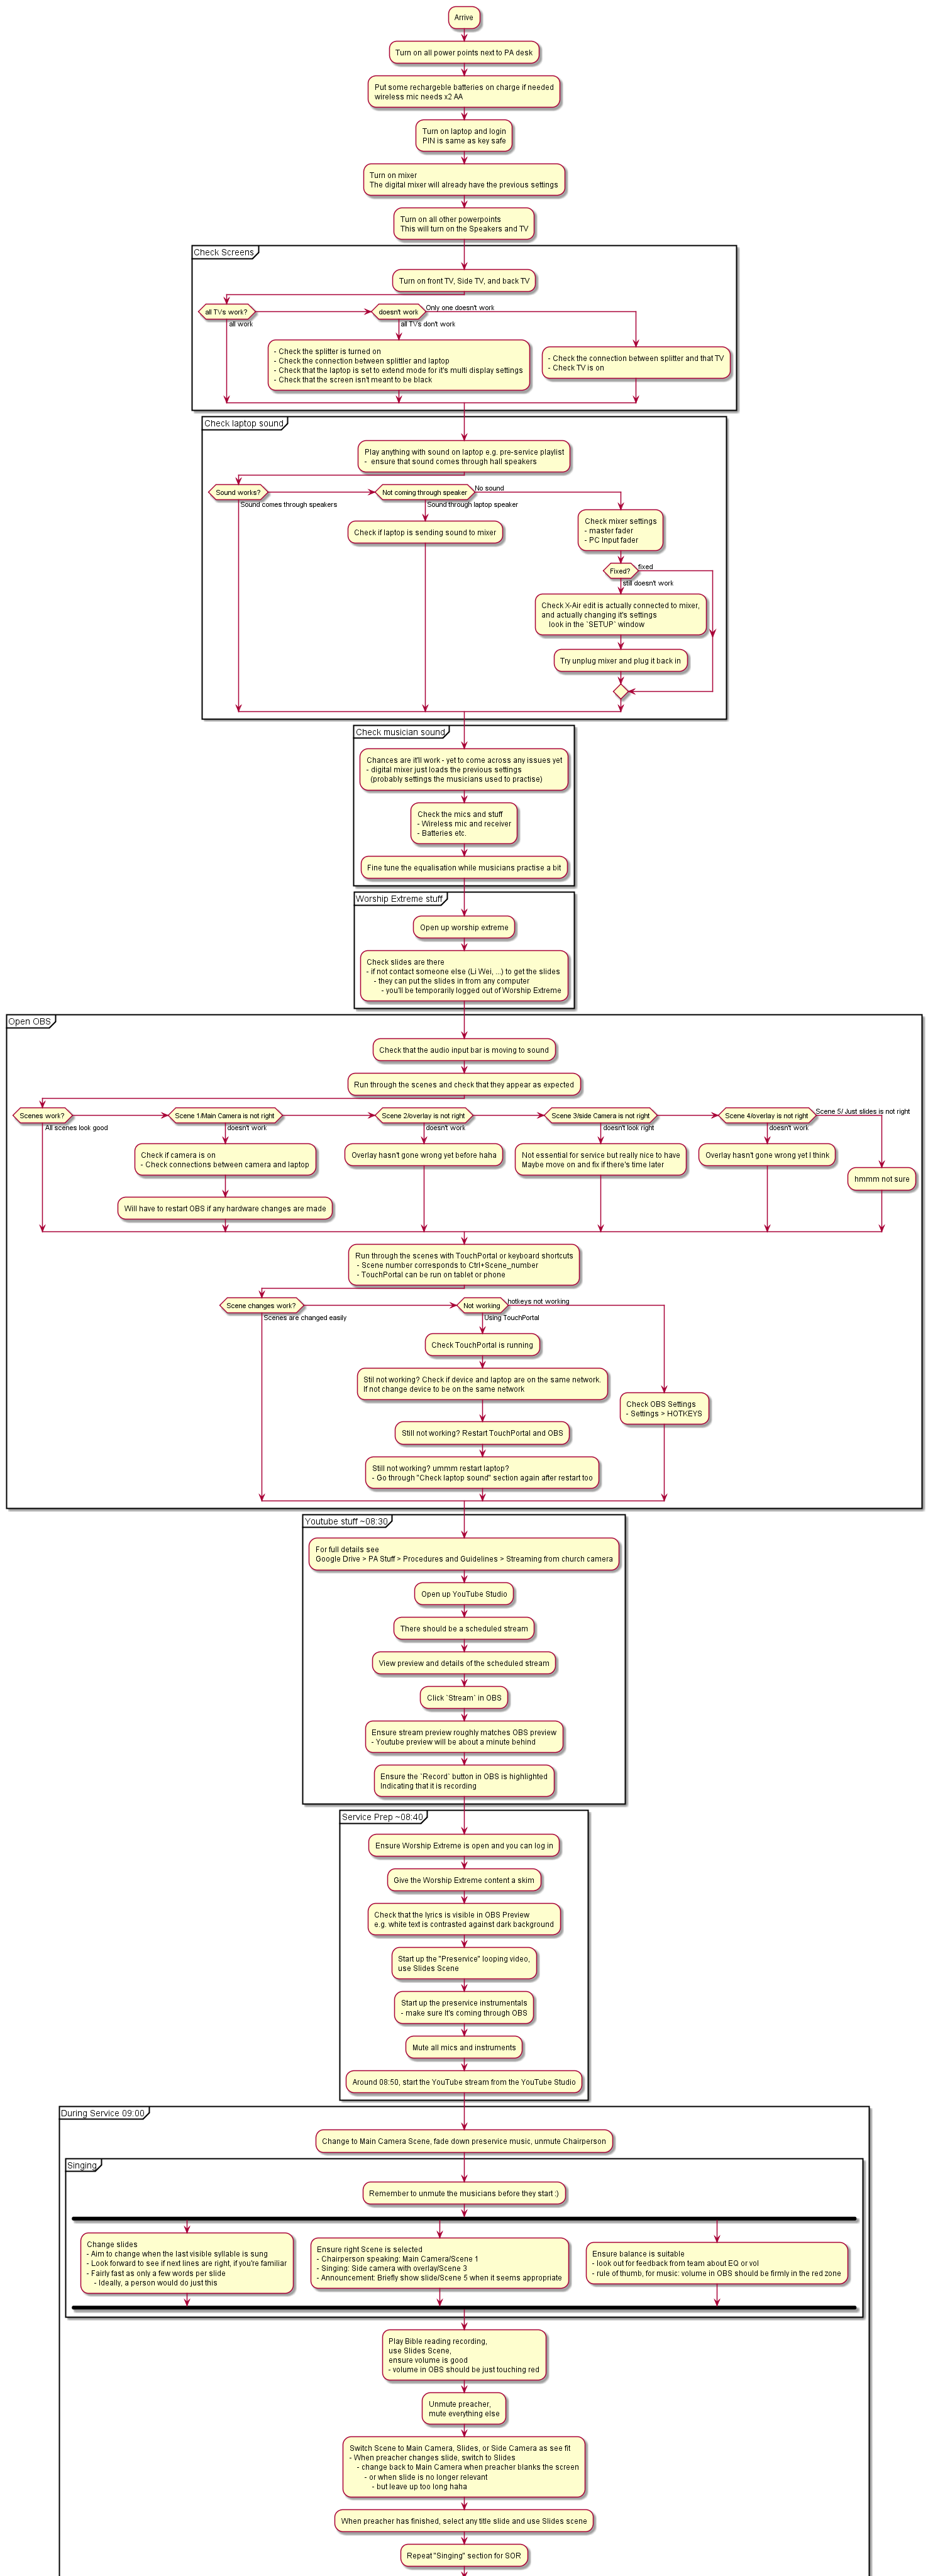 Arrive
Turn on all power points next to PA desk
Put some rechargeble batteries on charge if needed
wireless mic needs x2 AA
Turn on laptop and login
PIN is same as key safe
Turn on mixer
The digital mixer will already have the previous settings
Turn on all other powerpoints
This will turn on the Speakers and TV
Check Screens
Turn on front TV, Side TV, and back TV
all TVs work?
all work
doesn't work
all TVs don't work
Only one doesn't work
- Check the splitter is turned on
- Check the connection between splittler and laptop
- Check that the laptop is set to extend mode for it's multi display settings
- Check that the screen isn't meant to be black
- Check the connection between splitter and that TV
- Check TV is on
Check laptop sound
Play anything with sound on laptop e.g. pre-service playlist
- ensure that sound comes through hall speakers
Sound works?
Sound comes through speakers
Not coming through speaker
Sound through laptop speaker
No sound
Check if laptop is sending sound to mixer
Check mixer settings
- master fader
- PC Input fader
Fixed?
fixed
still doesn't work
Check X-Air edit is actually connected to mixer,
and actually changing it's settings
look in the `SETUP` window
Try unplug mixer and plug it back in
Check musician sound
Chances are it'll work - yet to come across any issues yet
- digital mixer just loads the previous settings
(probably settings the musicians used to practise)
Check the mics and stuff
- Wireless mic and receiver
- Batteries etc.
Fine tune the equalisation while musicians practise a bit
Worship Extreme stuff
Open up worship extreme
Check slides are there
- if not contact someone else (Li Wei, ...) to get the slides
- they can put the slides in from any computer
- you'll be temporarily logged out of Worship Extreme
Open OBS
Check that the audio input bar is moving to sound
Run through the scenes and check that they appear as expected
Scenes work?
All scenes look good
Scene 1/Main Camera is not right
doesn't work
Scene 2/overlay is not right
doesn't work
Scene 3/side Camera is not right
doesn't look right
Scene 4/overlay is not right
doesn't work
Scene 5/ Just slides is not right
Check if camera is on
- Check connections between camera and laptop
Will have to restart OBS if any hardware changes are made
Overlay hasn't gone wrong yet before haha
Not essential for service but really nice to have
Maybe move on and fix if there's time later
Overlay hasn't gone wrong yet I think
hmmm not sure
Run through the scenes with TouchPortal or keyboard shortcuts
- Scene number corresponds to Ctrl+Scene_number
- TouchPortal can be run on tablet or phone
Scene changes work?
Scenes are changed easily
Not working
Using TouchPortal
hotkeys not working
Check TouchPortal is running
Stil not working? Check if device and laptop are on the same network.
If not change device to be on the same network
Still not working? Restart TouchPortal and OBS
Still not working? ummm restart laptop?
- Go through "Check laptop sound" section again after restart too
Check OBS Settings
- Settings > HOTKEYS
Youtube stuff ~08:30
For full details see
Google Drive > PA Stuff > Procedures and Guidelines > Streaming from church camera
Open up YouTube Studio
There should be a scheduled stream
View preview and details of the scheduled stream
Click `Stream` in OBS
Ensure stream preview roughly matches OBS preview
- Youtube preview will be about a minute behind
Ensure the `Record` button in OBS is highlighted
Indicating that it is recording
Service Prep ~08:40
Ensure Worship Extreme is open and you can log in
Give the Worship Extreme content a skim
Check that the lyrics is visible in OBS Preview
e.g. white text is contrasted against dark background
Start up the "Preservice" looping video,
use Slides Scene
Start up the preservice instrumentals
- make sure It's coming through OBS
Mute all mics and instruments
Around 08:50, start the YouTube stream from the YouTube Studio
During Service 09:00
Change to Main Camera Scene, fade down preservice music, unmute Chairperson
Singing
Remember to unmute the musicians before they start :)
Change slides
- Aim to change when the last visible syllable is sung
- Look forward to see if next lines are right, if you're familiar
- Fairly fast as only a few words per slide
- Ideally, a person would do just this
Ensure right Scene is selected
- Chairperson speaking: Main Camera/Scene 1
- Singing: Side camera with overlay/Scene 3
- Announcement: Briefly show slide/Scene 5 when it seems appropriate
Ensure balance is suitable
- look out for feedback from team about EQ or vol
- rule of thumb, for music: volume in OBS should be firmly in the red zone
Play Bible reading recording,
use Slides Scene,
ensure volume is good
- volume in OBS should be just touching red
Unmute preacher,
mute everything else
Switch Scene to Main Camera, Slides, or Side Camera as see fit
- When preacher changes slide, switch to Slides
- change back to Main Camera when preacher blanks the screen
- or when slide is no longer relevant
- but leave up too long haha
When preacher has finished, select any title slide and use Slides scene
Repeat "Singing" section for SOR